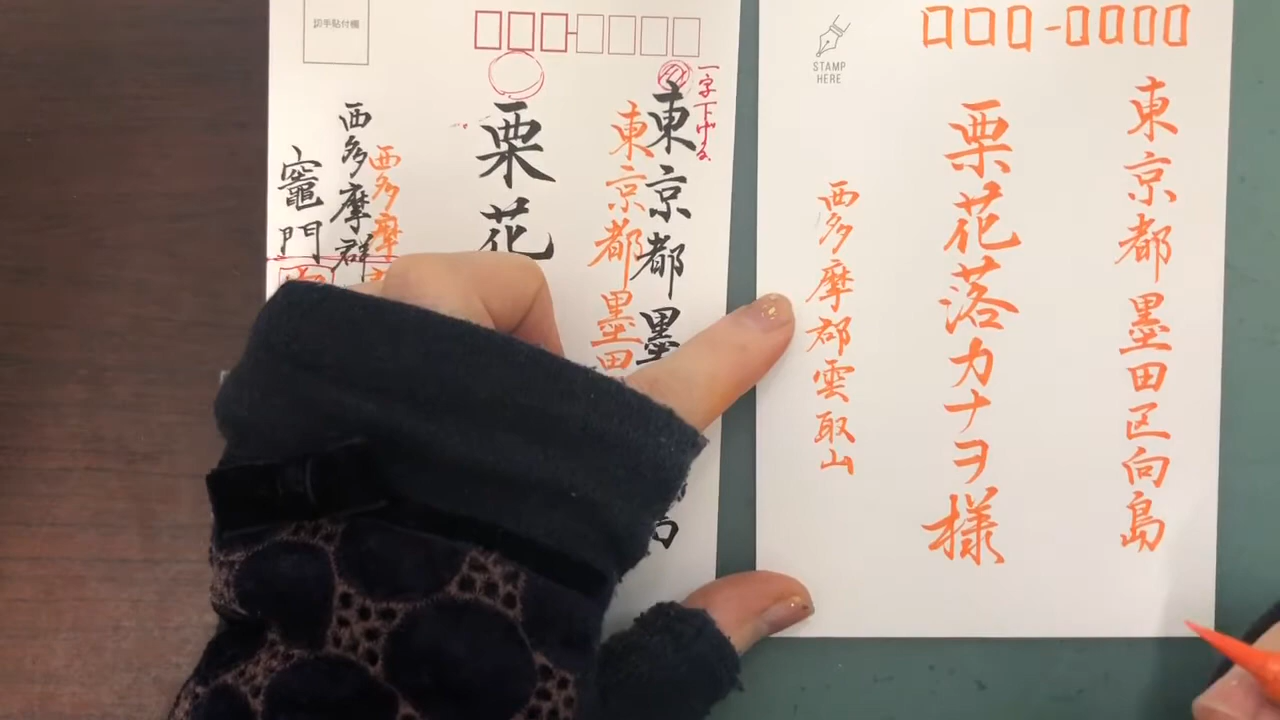 東京都墨田区向島
栗花落カナヲ様
西多摩郡雲取山
STAMP
HERE
一字下げる
東京都墨
東京都墨田
栗花
切手貼付欄
西多摩
西多摩群
竈門